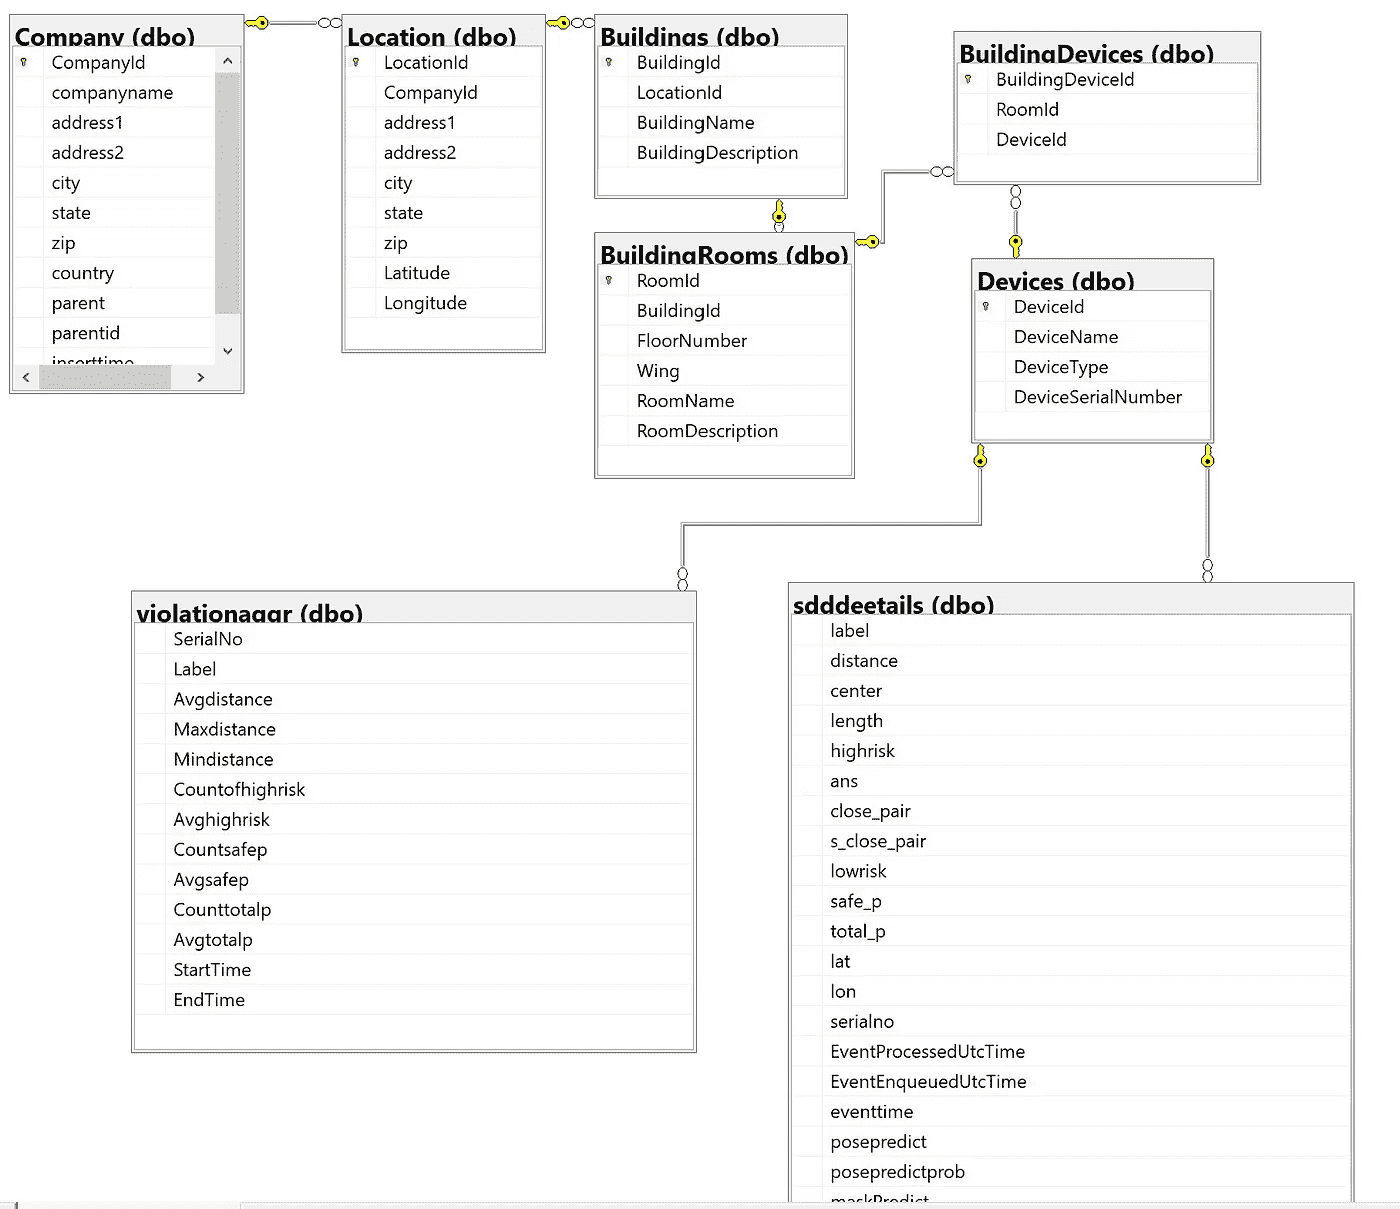 Company (dbo)
CompanyId
companyname
address1
address2
city
state
zip
country
parent
parentid
inserttime
Location (dbo)
LocationId
CompanyId
address1
address2
city
state
zip
Latitude
Longitude
Buildings (dbo)
BuildingId
LocationId
BuildingName
BuildingDescription
BuildingDevices (dbo)
BuildingDeviceId
RoomId
DeviceId
BuildingRooms (dbo)
RoomId
BuildingId
FloorNumber
Wing
RoomName
RoomDescription
Devices (dbo)
DeviceId
DeviceName
DeviceType
DeviceSerialNumber
violationaggr (dbo)
SerialNo
Label
Avgdistance
Maxdistance
Mindistance
Countofhighrisk
Avghighrisk
Countsafep
Avgsafep
Counttotalp
Avgtotalp
StartTime
EndTime
sdddeetails (dbo)
label
distance
center
length
highrisk
ans
close_pair
s_close_pair
lowrisk
safe_p
total_p
lat
lon
serialno
EventProcessedUtcTime
EventEnqueuedUtcTime
eventtime
posepredict
posepredictprob
maskPredict